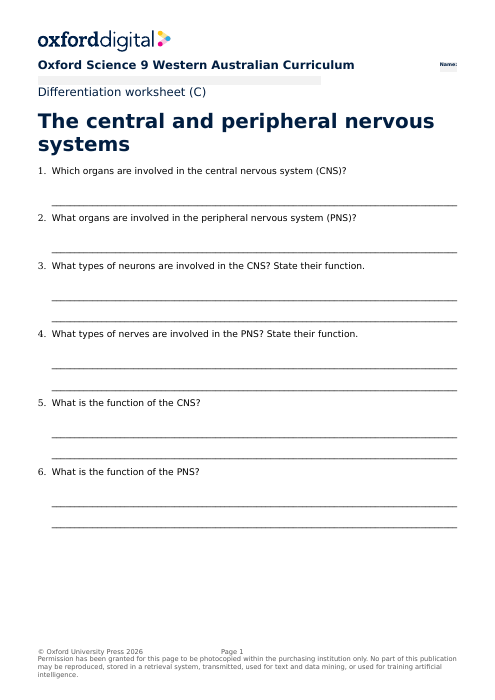 oxforddigital
Oxford Science 9 Western Australian Curriculum
Name:
Differentiation worksheet (C)
The central and peripheral nervous
systems
1. Which organs are involved in the central nervous system (CNS)?
2. What organs are involved in the peripheral nervous system (PNS)?
3. What types of neurons are involved in the CNS? State their function.
4. What types of nerves are involved in the PNS? State their function.
5. What is the function of the CNS?
6. What is the function of the PNS?
© Oxford University Press 2026 Page 1
Permission has been granted for this page to be photocopied within the purchasing institution only. No part of this publication
may be reproduced, stored in a retrieval system, transmitted, used for text and data mining, or used for training artificial
intelligence.